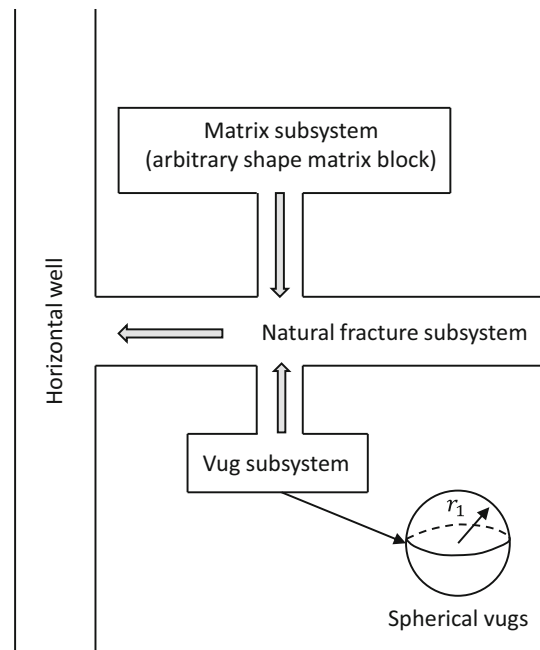 Matrix subsystem
(arbitrary shape matrix block)
Horizontal well
Natural fracture subsystem
Vug subsystem
r₁
Spherical vugs